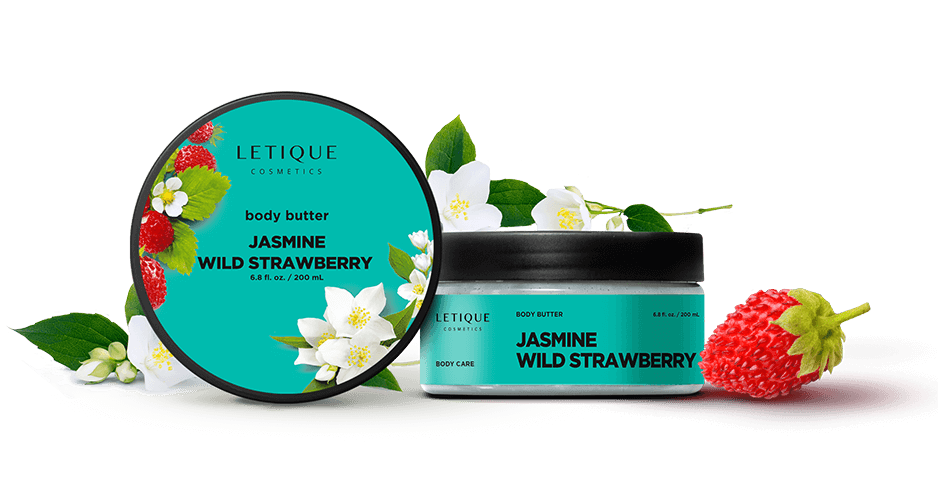 LETIQUE
COSMETICS
body butter
JASMINE
WILD STRAWBERRY
6.8 fl. oz. / 200 mL
LETIQUE
COSMETICS
BODY CARE
BODY BUTTER
6.8 fl. oz. / 200 mL
JASMINE
WILD STRAWBERRY